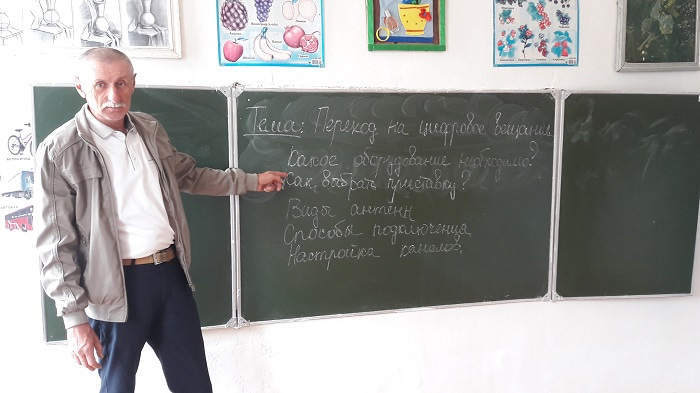 Тема: Переход на цифровое вещание
Какое оборудование необходимо?
Как выбрать приставку?
Виды антенн
Способы подключения
Настройка каналов.